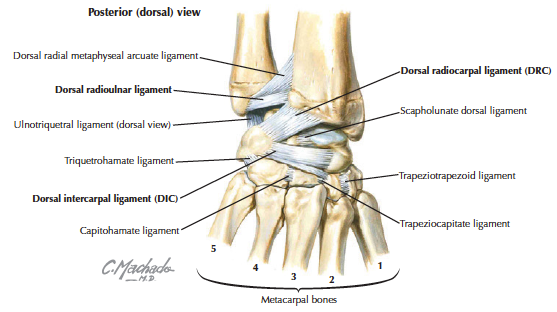 Posterior (dorsal) view
Dorsal radial metaphyseal arcuate ligament
Dorsal radioulnar ligament
Ulnotriquetral ligament (dorsal view)
Triquetrohamate ligament
Dorsal intercarpal ligament (DIC)
Capitohamate ligament
Dorsal radiocarpal ligament (DRC)
Scapholunate dorsal ligament
Trapeziotrapezoid ligament
Trapeziocapitate ligament
5
4
3
2
1
Metacarpal bones
C.Machado
M.D.